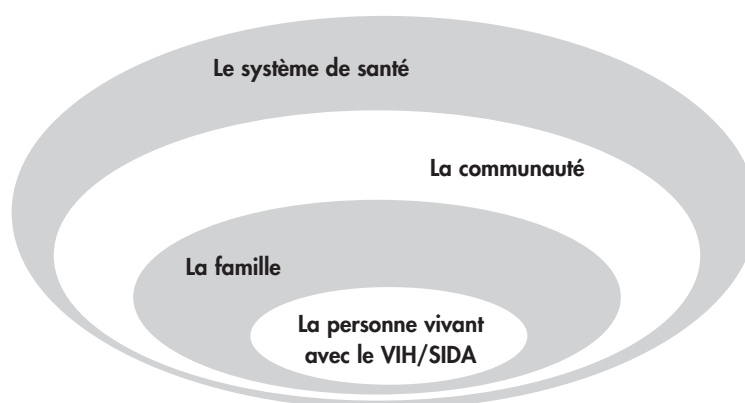 Le système de santé
La communauté
La famille
La personne vivant
avec le VIH/SIDA